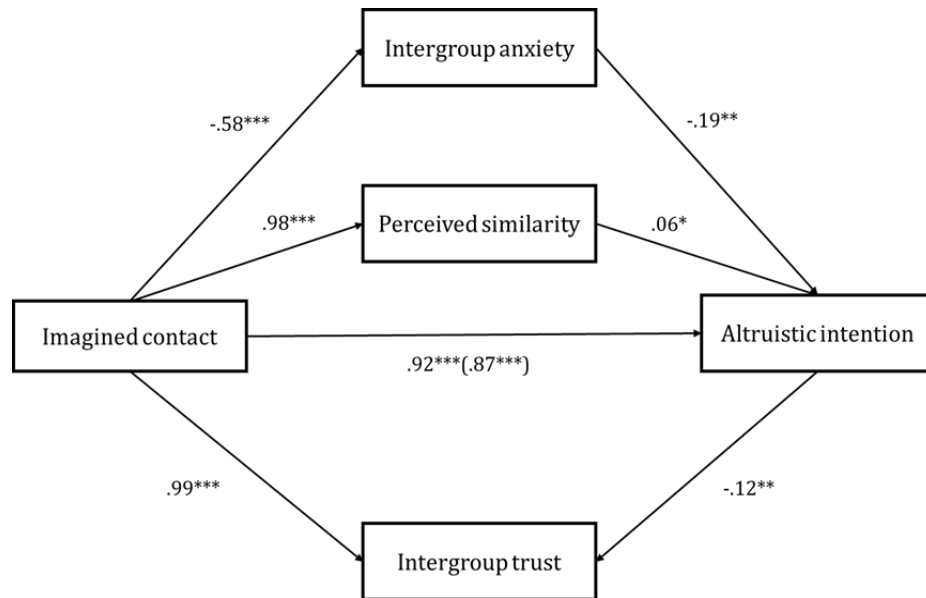 Intergroup anxiety
-.58***
-.19**
Perceived similarity
.98***
.06*
Imagined contact
Altruistic intention
.92***(.87***)
.99***
-.12**
Intergroup trust